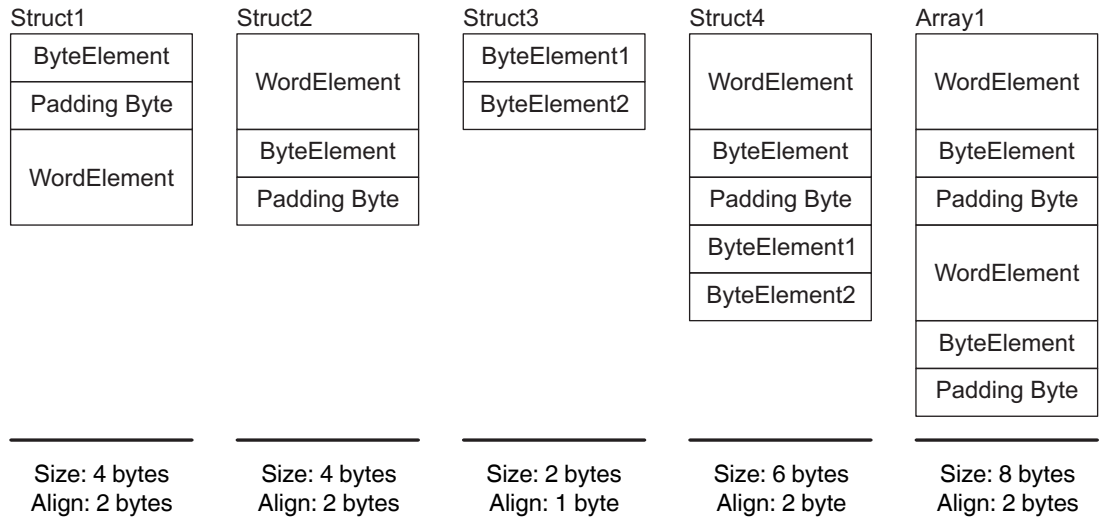 Struct1
ByteElement
Padding Byte
WordElement
Size: 4 bytes
Align: 2 bytes
Struct2
WordElement
ByteElement
Padding Byte
Size: 4 bytes
Align: 2 bytes
Struct3
ByteElement1
ByteElement2
Size: 2 bytes
Align: 1 byte
Struct4
WordElement
ByteElement
Padding Byte
ByteElement1
ByteElement2
Size: 6 bytes
Align: 2 byte
Array1
WordElement
ByteElement
Padding Byte
WordElement
ByteElement
Padding Byte
Size: 8 bytes
Align: 2 bytes